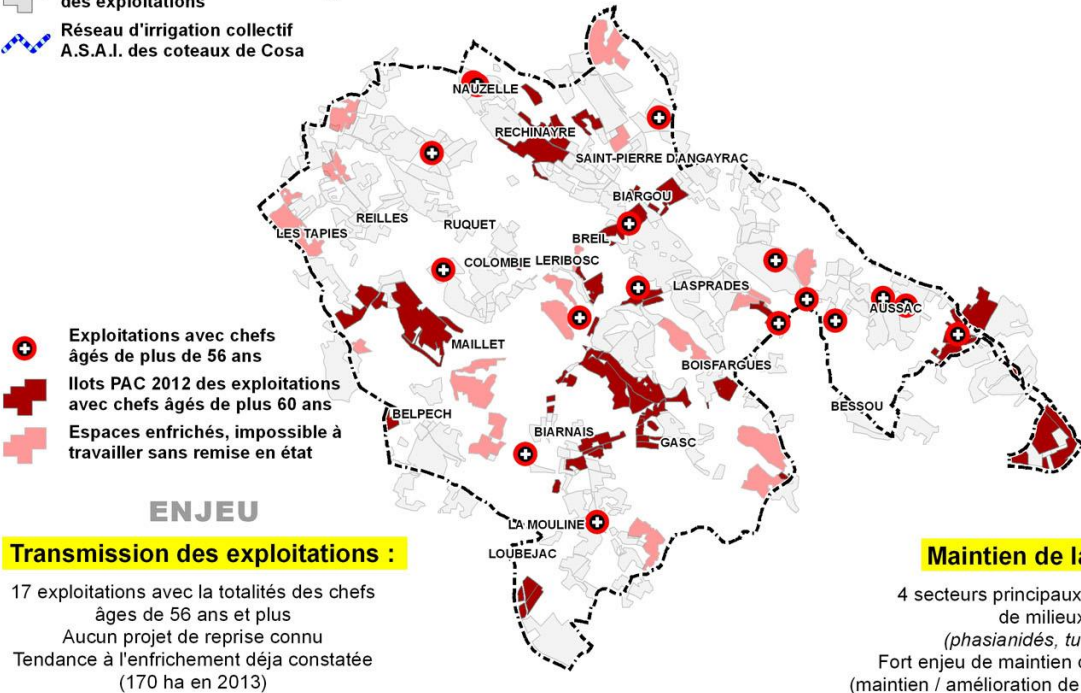 des exploitations
Réseau d'irrigation collectif
A.S.A.I. des coteaux de Cosa
NAUZELLE
RECHINAYRE
SAINT-PIERRE D'ANGAYRAC
BIARGOU
REILLES
RUQUET
LES TAPIES
BREIL
COLOMBIE
LERIBOSC
LASPRADES
AUSSAC
MAILLET
BOISFARGUES
BELPECH
BESSOU
BIARNAIS
GASC
LA MOULINE
LOUBEJAC
Exploitations avec chefs
âgés de plus de 56 ans
Ilots PAC 2012 des exploitations
avec chefs âgés de plus 60 ans
Espaces enfrichés, impossible à
travailler sans remise en état
ENJEU
Transmission des exploitations :
17 exploitations avec la totalités des chefs
âges de 56 ans et plus
Aucun projet de reprise connu
Tendance à l'enfrichement déja constatée
(170 ha en 2013)
Maintien de la
4 secteurs principaux
de milieux
(phasianidés, tu
Fort enjeu de maintien
(maintien / amélioration de